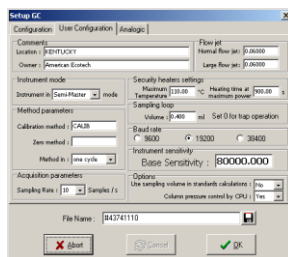 Setup GC
Configuration User Configuration Analogic
Comments
Location : KENTUCKY
Owner : American Ecotech
Flow jet
Normal flow jet: 0.06000
Large flow jet: 0.06000
Instrument mode
Instrument in Semi-Master mode
Security heaters settings
Maximum Temperature : 110.00 °C Heating time at maximum power : 900.00 s
Method parameters
Calibration method : CALIB
Zero method :
Method in : one cycle
Sampling loop
Volume : 0.400 ml Set 0 for trap operation
Baud rate
9600 19200 38400
Instrument sensitivity
Base Sensitivity : 80000.000
Acquisition parameters
Sampling Rate : 10 Samples / s
Options
Use sampling volume in standards calculations : No
Column pressure control by CPU : Yes
File Name : N43741110
Abort Cancel OK